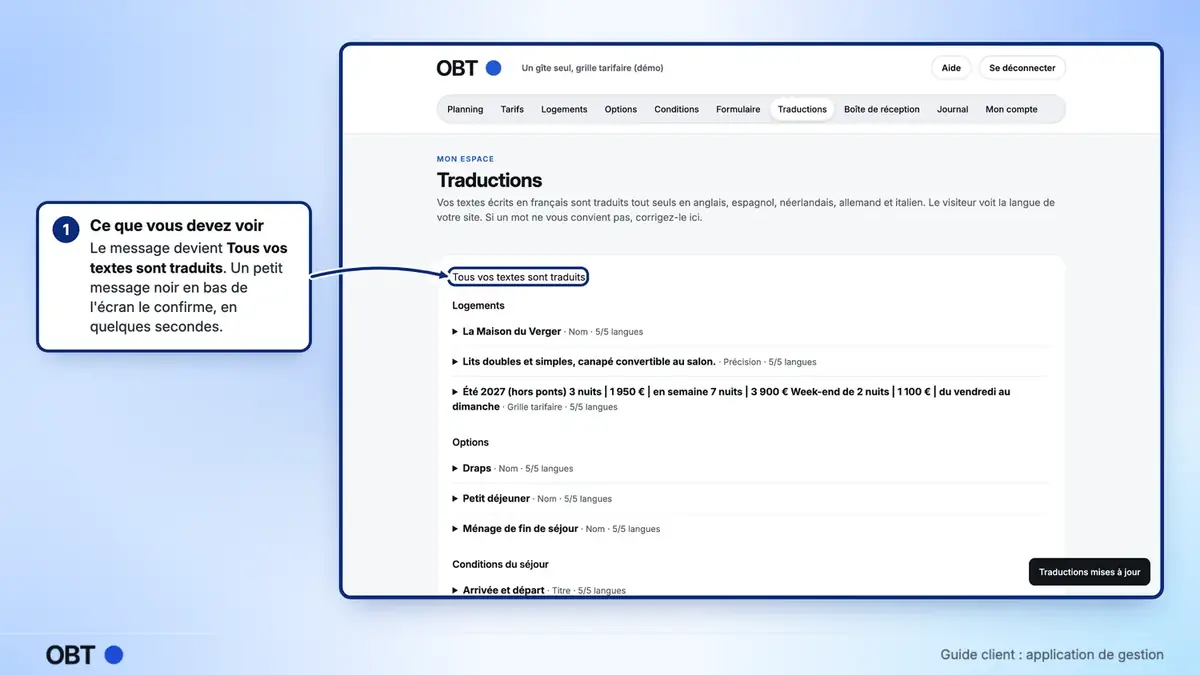 OBT
Un gîte seul, grille tarifaire (démo)
Aide
Se déconnecter
Planning
Tarifs
Logements
Options
Conditions
Formulaire
Traductions
Boîte de réception
Journal
Mon compte
MON ESPACE
Traductions
Vos textes écrits en français sont traduits tout seuls en anglais, espagnol, néerlandais, allemand et italien. Le visiteur voit la langue de
votre site. Si un mot ne vous convient pas, corrigez-le ici.
1
Ce que vous devez voir
Le message devient Tous vos
textes sont traduits. Un petit
message noir en bas de
l'écran le confirme, en
quelques secondes.
Tous vos textes sont traduits
Logements
La Maison du Verger · Nom · 5/5 langues
Lits doubles et simples, canapé convertible au salon. · Précision · 5/5 langues
Été 2027 (hors ponts) 3 nuits | 1 950 € | en semaine 7 nuits | 3 900 € Week-end de 2 nuits | 1 100 € | du vendredi au
dimanche · Grille tarifaire · 5/5 langues
Options
Draps · Nom · 5/5 langues
Petit déjeuner · Nom · 5/5 langues
Ménage de fin de séjour · Nom · 5/5 langues
Conditions du séjour
Arrivée et départ · Titre · 5/5 langues
Traductions mises à jour
OBT
Guide client : application de gestion